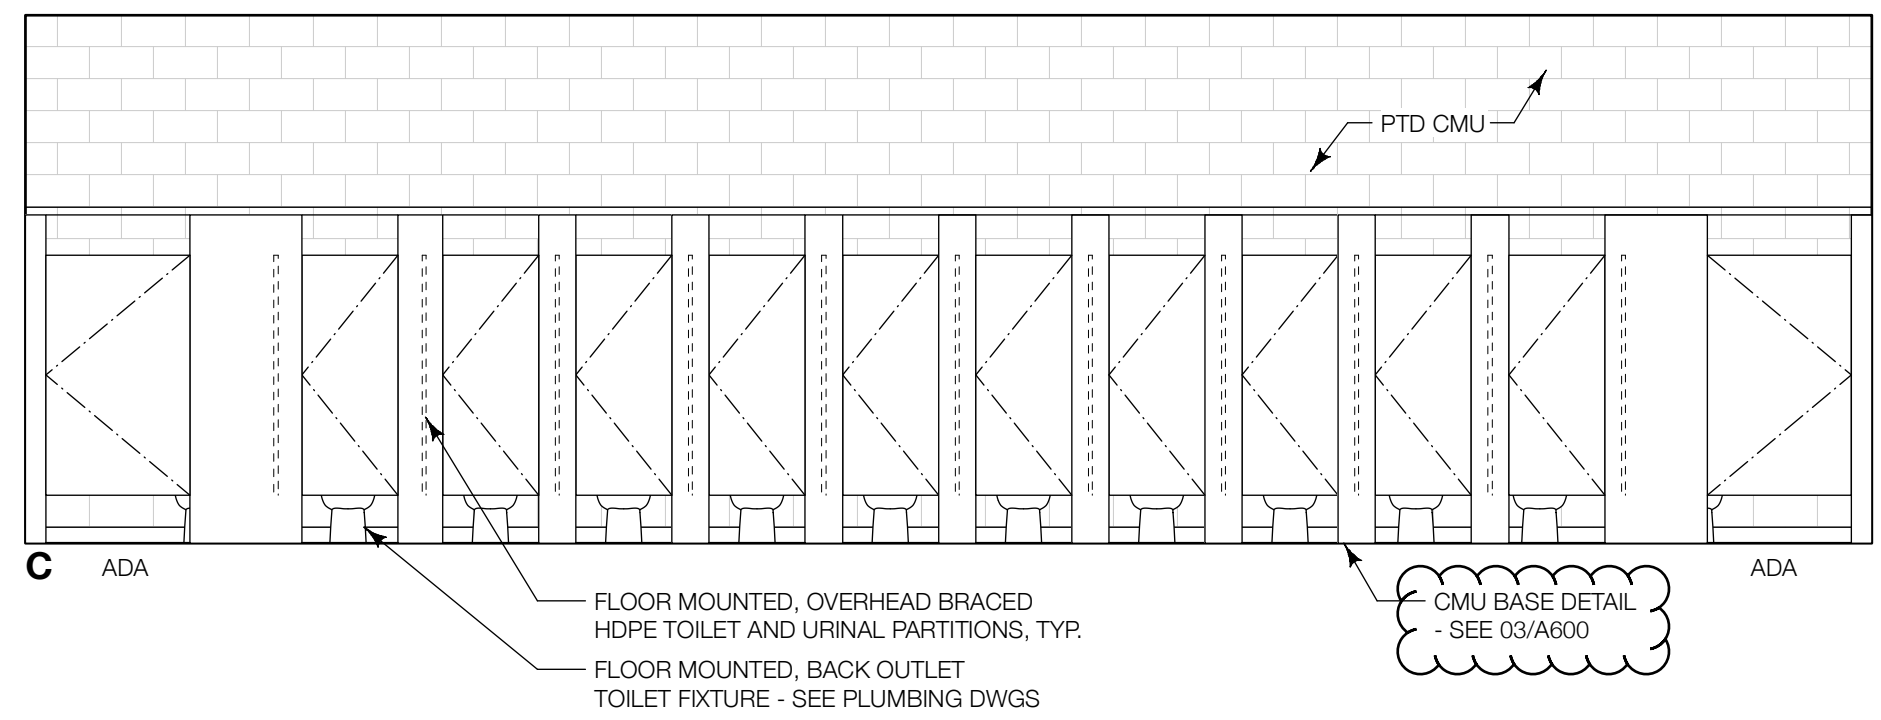 PTD CMU
C
ADA
ADA
FLOOR MOUNTED, OVERHEAD BRACED
HDPE TOILET AND URINAL PARTITIONS, TYP.
CMU BASE DETAIL
- SEE 03/A600
FLOOR MOUNTED, BACK OUTLET
TOILET FIXTURE - SEE PLUMBING DWGS